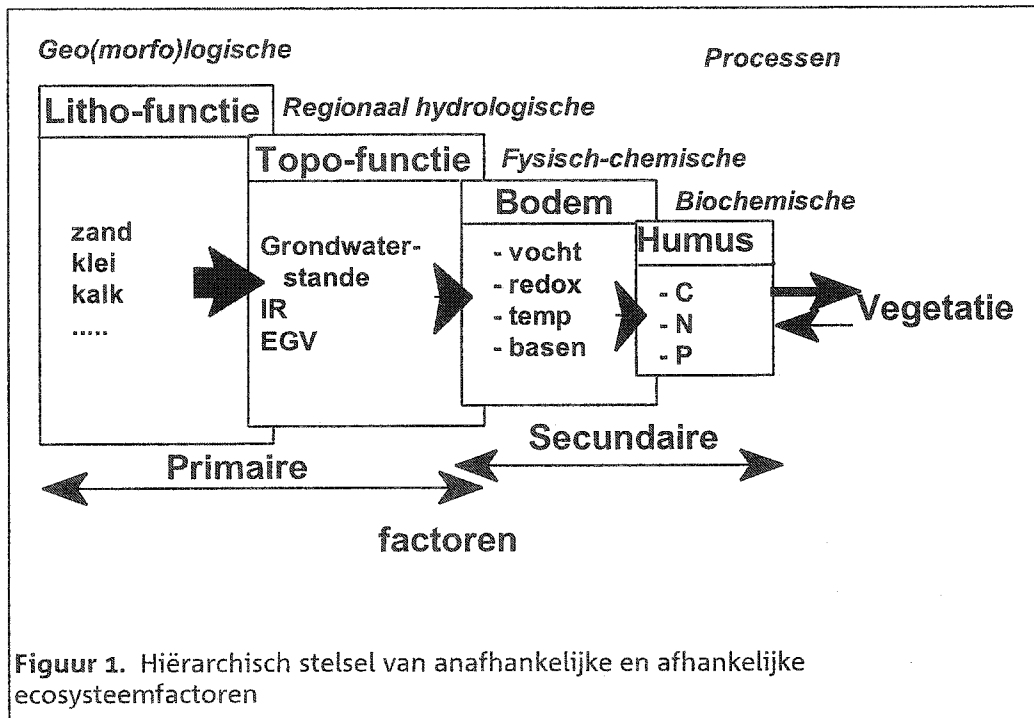 Geo(morfo)logische
Processen
Litho-functie
Regionaal hydrologische
Topo-functie
Fysisch-chemische
Bodem
Biochemische
Humus
zand
klei
kalk
.....
Grondwater-
stande
IR
EGV
- vocht
- redox
- temp
- basen
- C
- N
- P
Vegetatie
Primaire
Secundaire
factoren
Figuur 1. Hiërarchisch stelsel van anafhankelijke en afhankelijke
ecosysteemfactoren